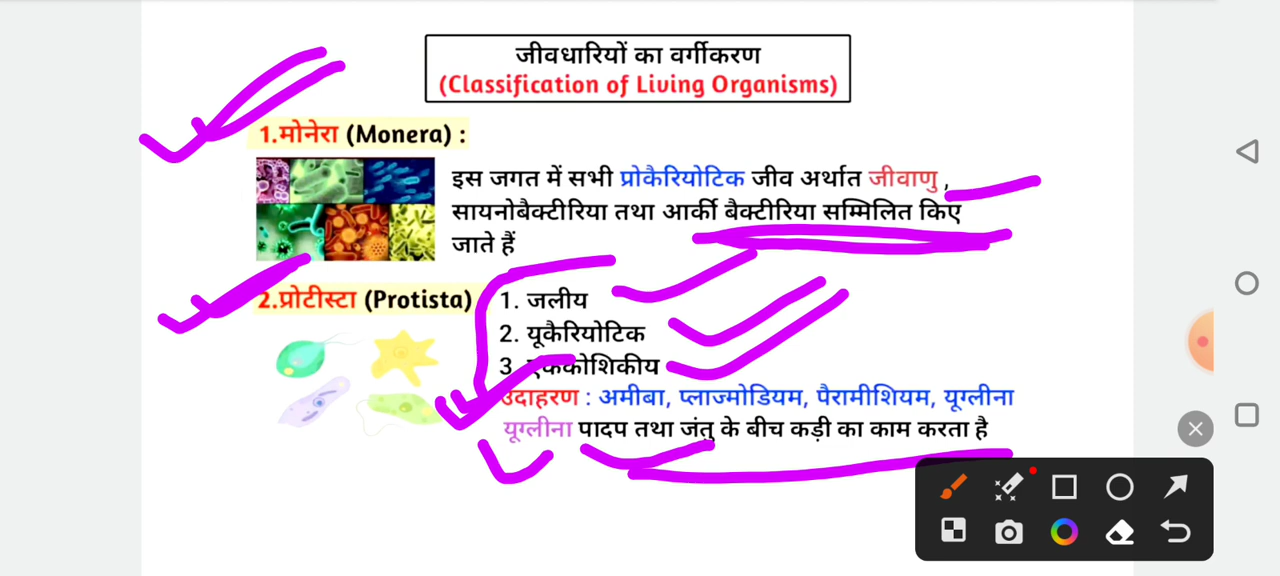 जीवधारियों का वर्गीकरण
(Classification of Living Organisms)
1.मोनेरा (Monera) :
इस जगत में सभी प्रोकैरियोटिक जीव अर्थात जीवाणु ,
सायनोबैक्टीरिया तथा आर्की बैक्टीरिया सम्मिलित किए
जाते हैं
2.प्रोटीस्टा (Protista)
1. जलीय
2. यूकैरियोटिक
3. एककोशिकीय
उदाहरण : अमीबा, प्लाज्मोडियम, पैरामीशियम, यूग्लीना
यूग्लीना पादप तथा जंतु के बीच कड़ी का काम करता है